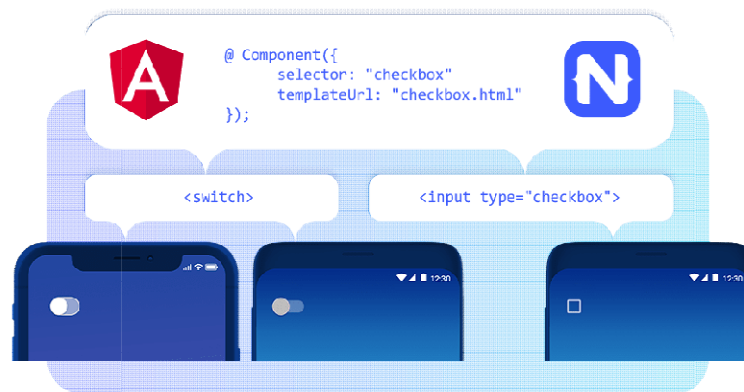 @ Component({
selector: "checkbox"
templateUrl: "checkbox.html"
});
<switch>
<input type="checkbox">
12:30
12:30